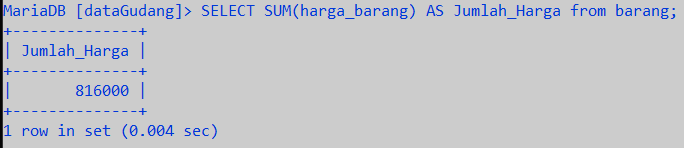 MariaDB [dataGudang]> SELECT SUM(harga_barang) AS Jumlah_Harga from barang;
+--------------+
| Jumlah_Harga |
+--------------+
|       816000 |
+--------------+
1 row in set (0.004 sec)